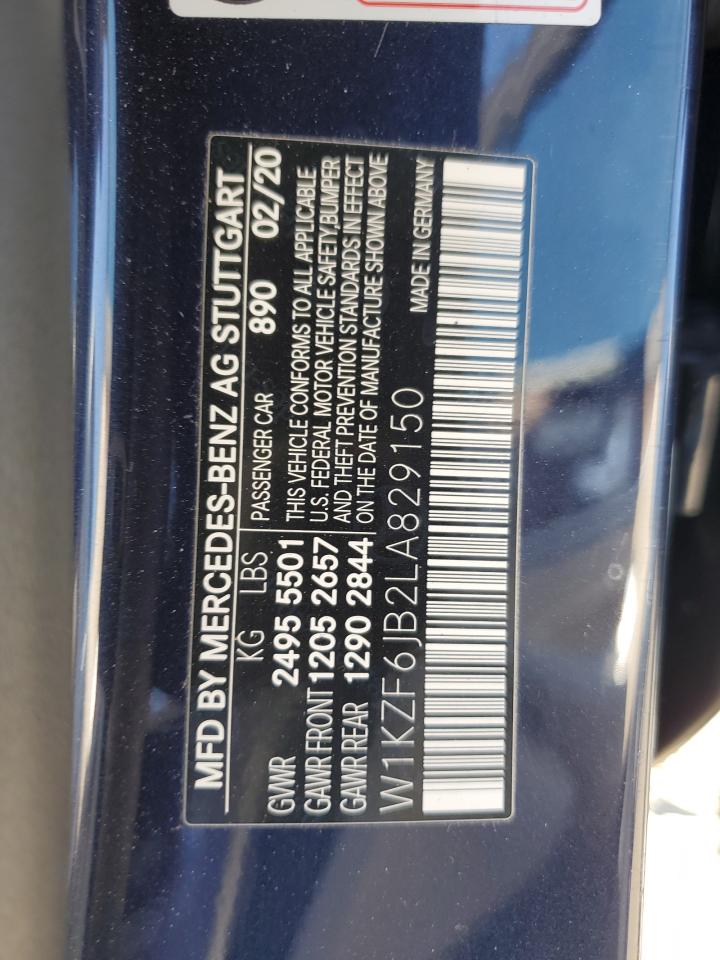 MFD BY MERCEDES-BENZ AG STUTTGART
KG LBS
GVWR 2495 5501
GAWR FRONT 1205 2657
GAWR REAR 1290 2844
890 02/20
PASSENGER CAR
THIS VEHICLE CONFORMS TO ALL APPLICABLE
U.S. FEDERAL MOTOR VEHICLE SAFETY,BUMPER
AND THEFT PREVENTION STANDARDS IN EFFECT
ON THE DATE OF MANUFACTURE SHOWN ABOVE
W1KZF6JB2LA829150 MADE IN GERMANY